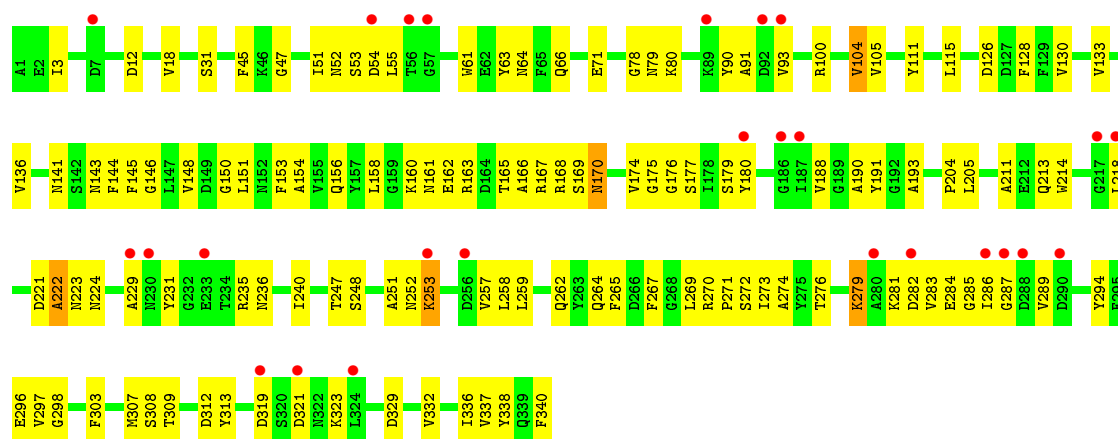 A1 E2 I3 D7 D12 V18 S31 F45 K46 G47 I51 N52 S53 D54 L55 T56 G57 W61 E62 Y63 N64 F65 Q66 E71 G78 N79 K80 K89 Y90 A91 D92 V93 R100 V104 V105 Y111 L115 D126 D127 F128 F129 V130 V133
V136 N141 S142 N143 F144 F145 G146 L147 V148 D149 G150 L151 N152 F153 A154 V155 Q156 Y157 L158 G159 K160 N161 E162 R163 D164 T165 A166 R167 R168 S169 N170 V174 G175 G176 S177 I178 S179 Y180 G186 I187 V188 G189 A190 Y191 G192 A193 P204 L205 A211 E212 Q213 W214 G217 L218
D221 A232 N223 N224 A229 N230 Y231 G232 E233 T234 R235 N236 I240 T247 S248 A251 N252 K253 D256 V257 L258 L259 Q262 Y263 Q264 F265 D266 F267 G268 L269 R270 P271 S272 I273 A274 Y275 T276 K279 A280 K281 D282 V283 E284 G285 I286 G287 D288 V289 D290 Y294 F295
E296 V297 G298 F303 M307 S308 T309 D312 Y313 D319 S320 D321 N322 K323 L324 D329 V332 I336 V337 Y338 Q339 F340